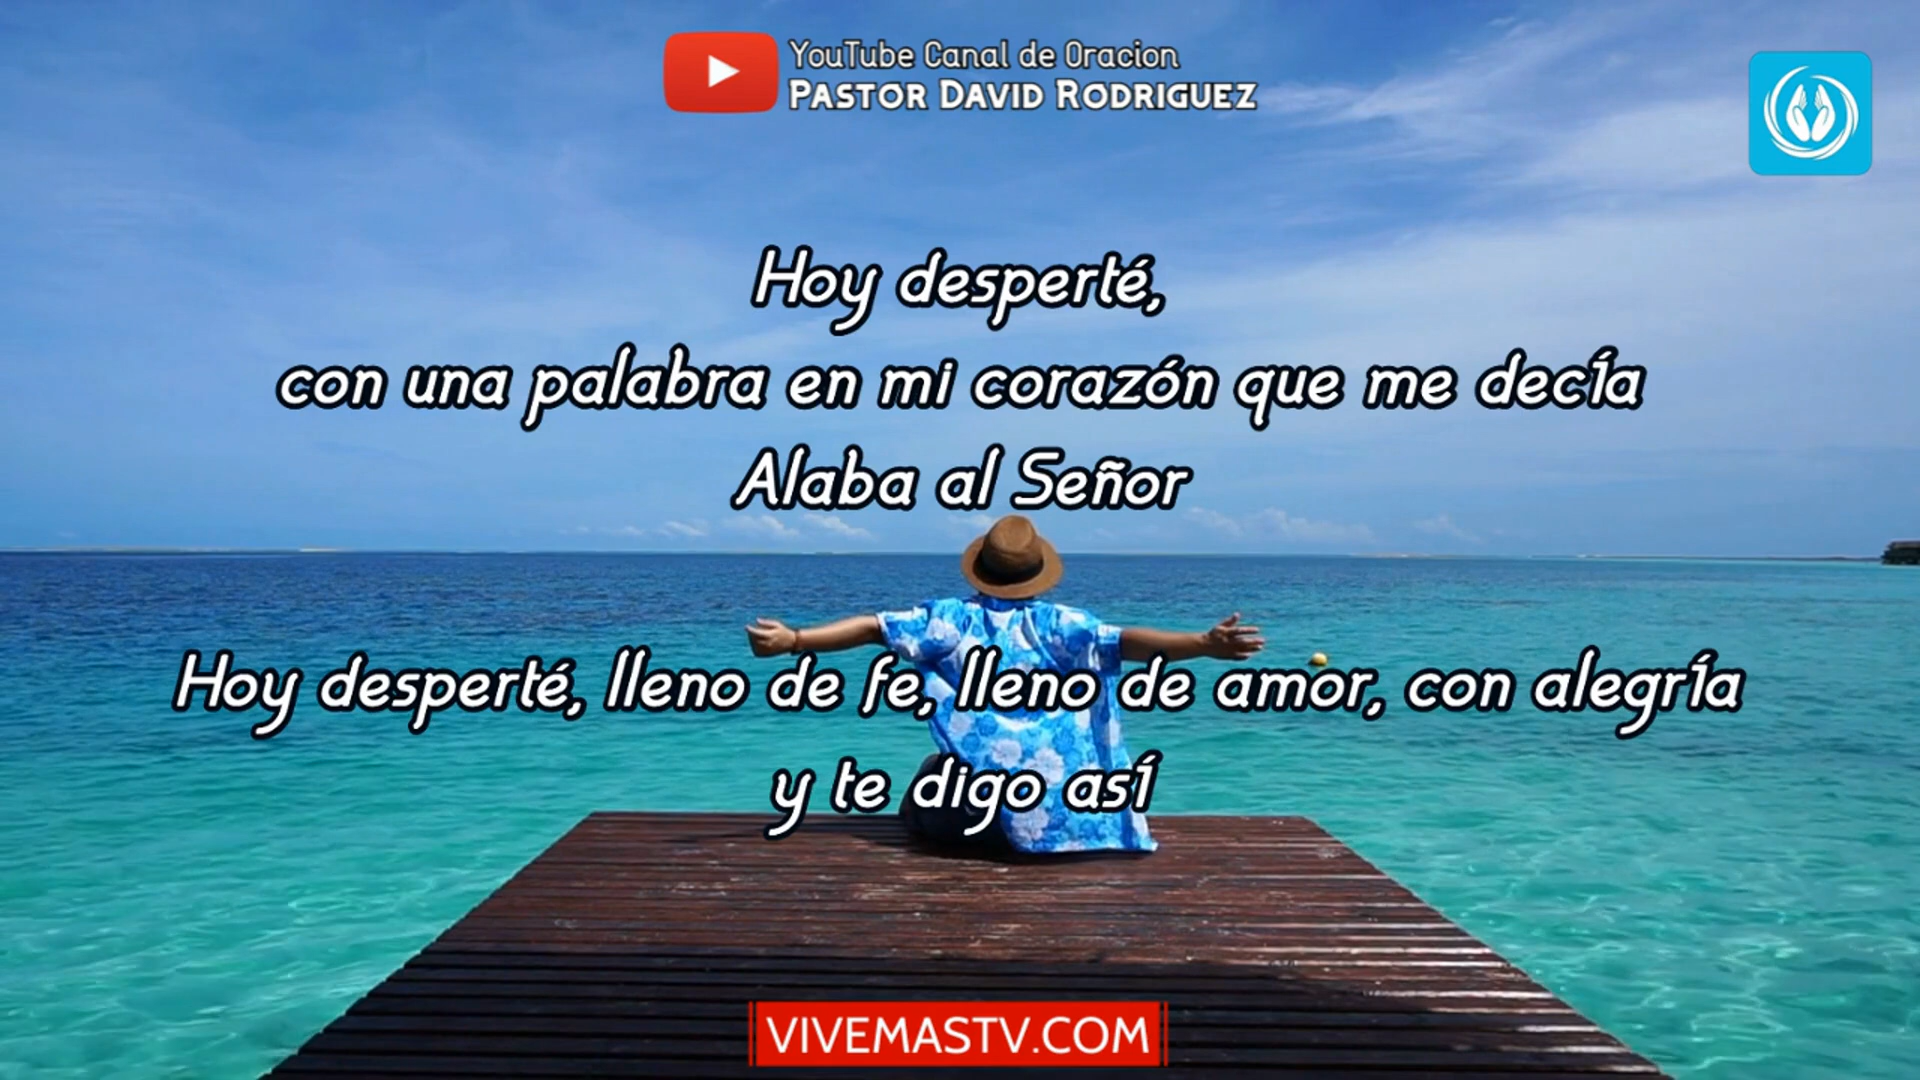 YouTube Canal de Oracion
PASTOR DAVID RODRIGUEZ
Hoy desperté,
con una palabra en mi corazón que me decía
Alaba al Señor
Hoy desperté, lleno de fe, lleno de amor, con alegría
y te digo así
VIVEMASTV.COM